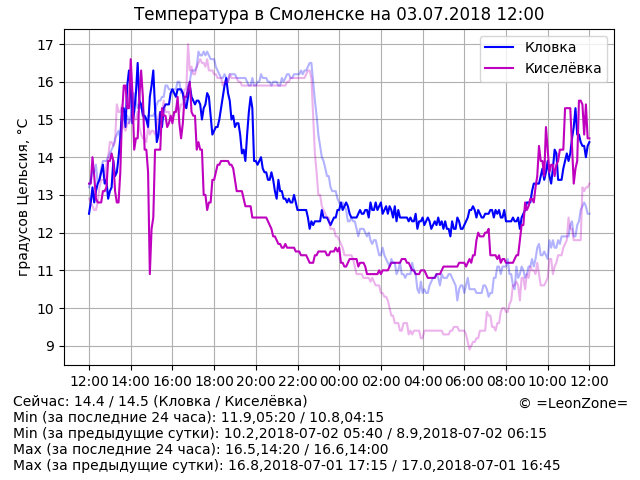 Температура в Смоленске на 03.07.2018 12:00
17
16
15
14
13
12
11
10
9
градусов Цельсия, °С
Кловка
Киселёвка
12:00 14:00 16:00 18:00 20:00 22:00 00:00 02:00 04:00 06:00 08:00 10:00 12:00
Сейчас: 14.4 / 14.5 (Кловка / Киселёвка)
© =LeonZone=
Min (за последние 24 часа): 11.9,05:20 / 10.8,04:15
Min (за предыдущие сутки): 10.2,2018-07-02 05:40 / 8.9,2018-07-02 06:15
Max (за последние 24 часа): 16.5,14:20 / 16.6,14:00
Max (за предыдущие сутки): 16.8,2018-07-01 17:15 / 17.0,2018-07-01 16:45